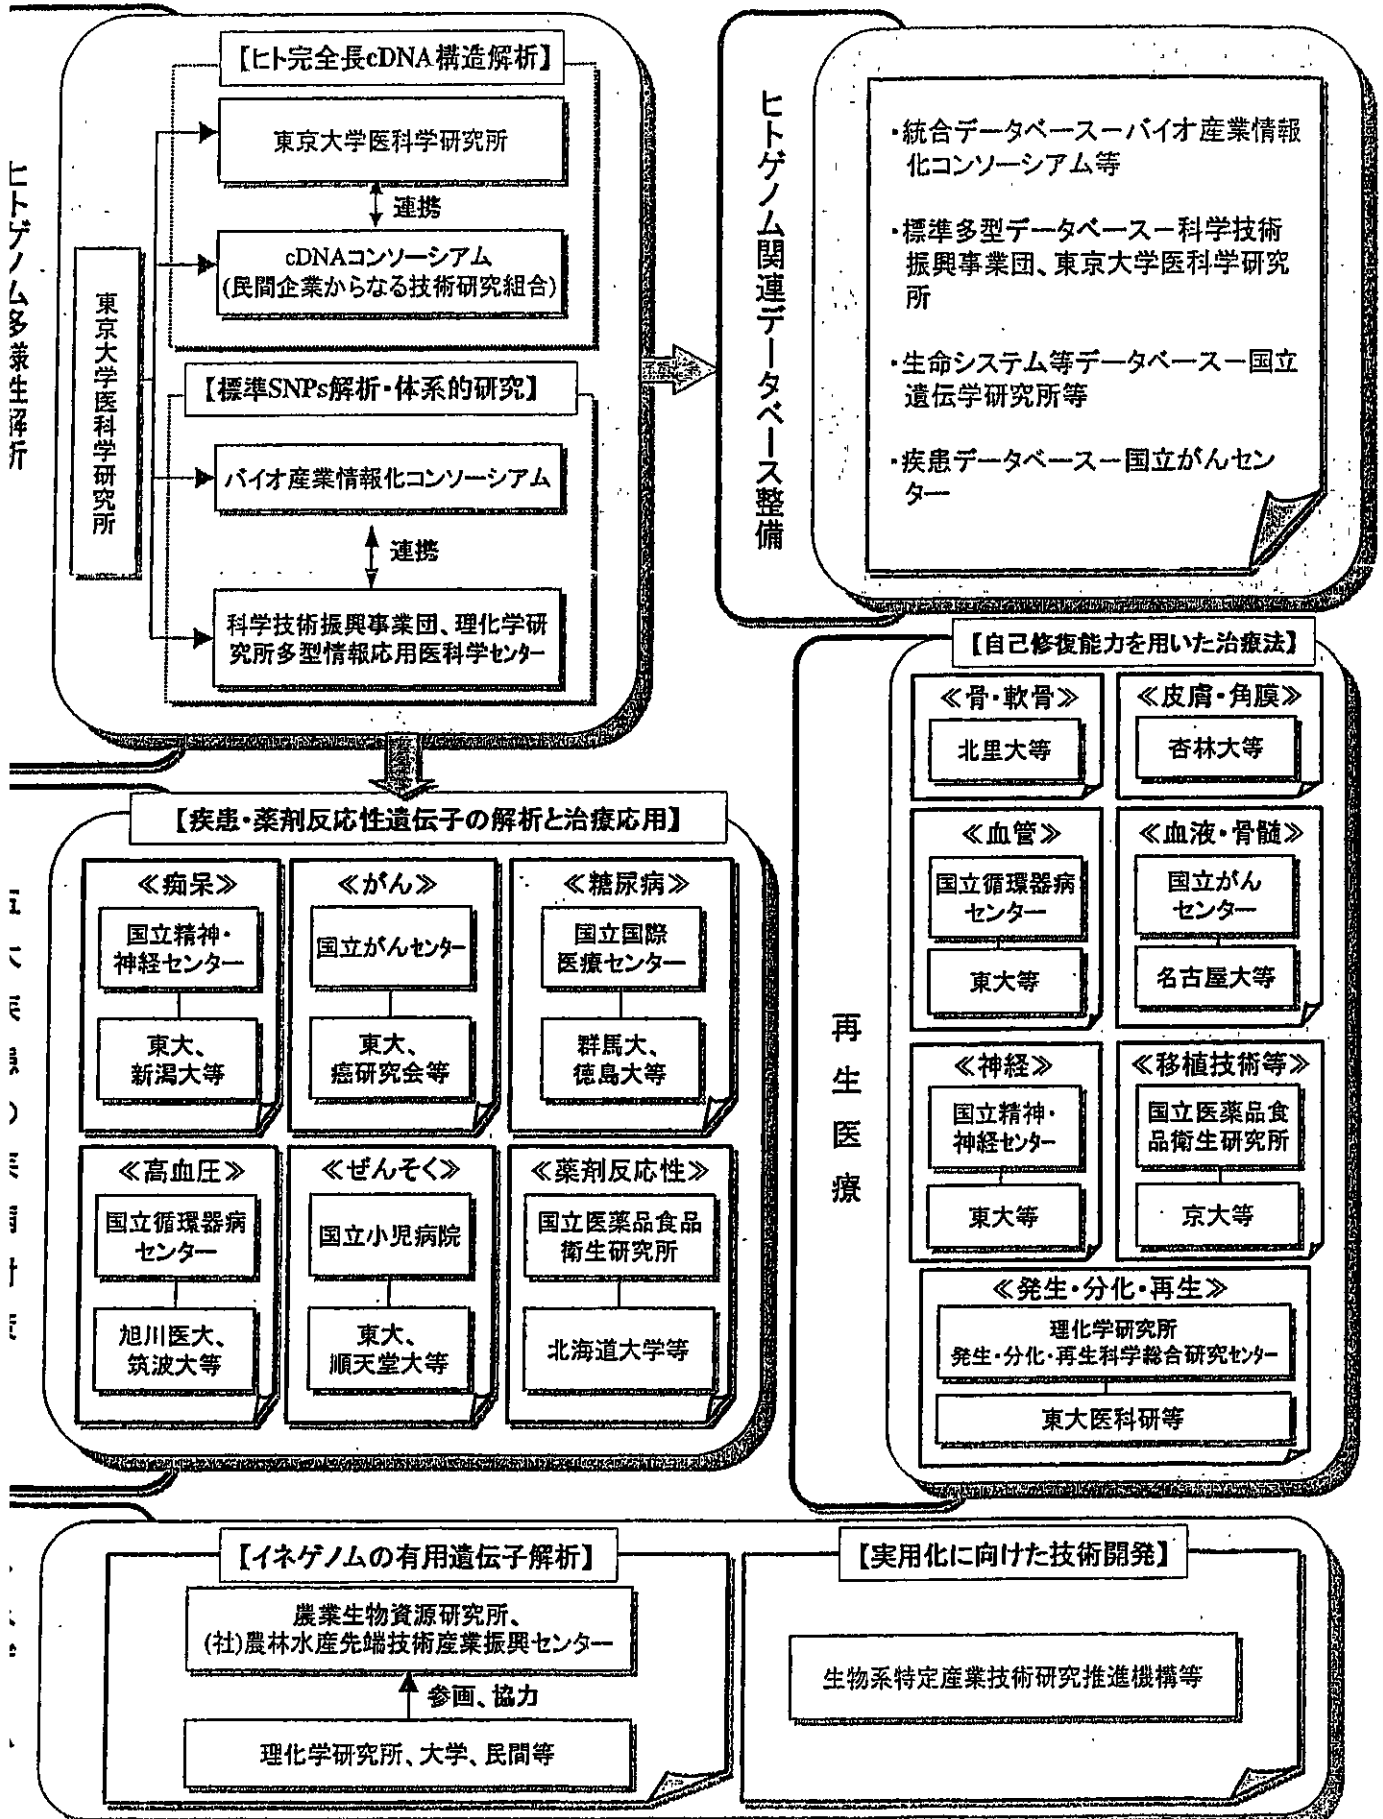 ヒトゲノム多様性解析
東京大学医科学研究所
【ヒト完全長cDNA構造解析】
東京大学医科学研究所
連携
cDNAコンソーシアム
(民間企業からなる技術研究組合)
【標準SNPs解析・体系的研究】
バイオ産業情報化コンソーシアム
連携
科学技術振興事業団、理化学研
究所多型情報応用医科学センター
ヒトゲノム関連データベース整備
・統合データベースーバイオ産業情報
化コンソーシアム等
・標準多型データベースー科学技術
振興事業団、東京大学医科学研究
所
・生命システム等データベースー国立
遺伝学研究所等
・疾患データベースー国立がんセン
ター
【疾患・薬剤反応性遺伝子の解析と治療応用】
≪痴呆≫
国立精神・
神経センター
東大、
新潟大等
≪がん≫
国立がんセンター
東大、
癌研究会等
≪糖尿病≫
国立国際
医療センター
群馬大、
徳島大等
≪高血圧≫
国立循環器病
センター
旭川医大、
筑波大等
≪ぜんそく≫
国立小児病院
東大、
順天堂大等
≪薬剤反応性≫
国立医薬品食品
衛生研究所
北海道大学等
再生医療
【自己修復能力を用いた治療法】
≪骨・軟骨≫
北里大等
≪皮膚・角膜≫
杏林大等
≪血管≫
国立循環器病
センター
東大等
≪血液・骨髄≫
国立がん
センター
名古屋大等
≪神経≫
国立精神・
神経センター
東大等
≪移植技術等≫
国立医薬品食
品衛生研究所
京大等
≪発生・分化・再生≫
理化学研究所
発生・分化・再生科学総合研究センター
東大医科研等
【イネゲノムの有用遺伝子解析】
農業生物資源研究所、
(社)農林水産先端技術産業振興センター
参画、協力
理化学研究所、大学、民間等
【実用化に向けた技術開発】
生物系特定産業技術研究推進機構等